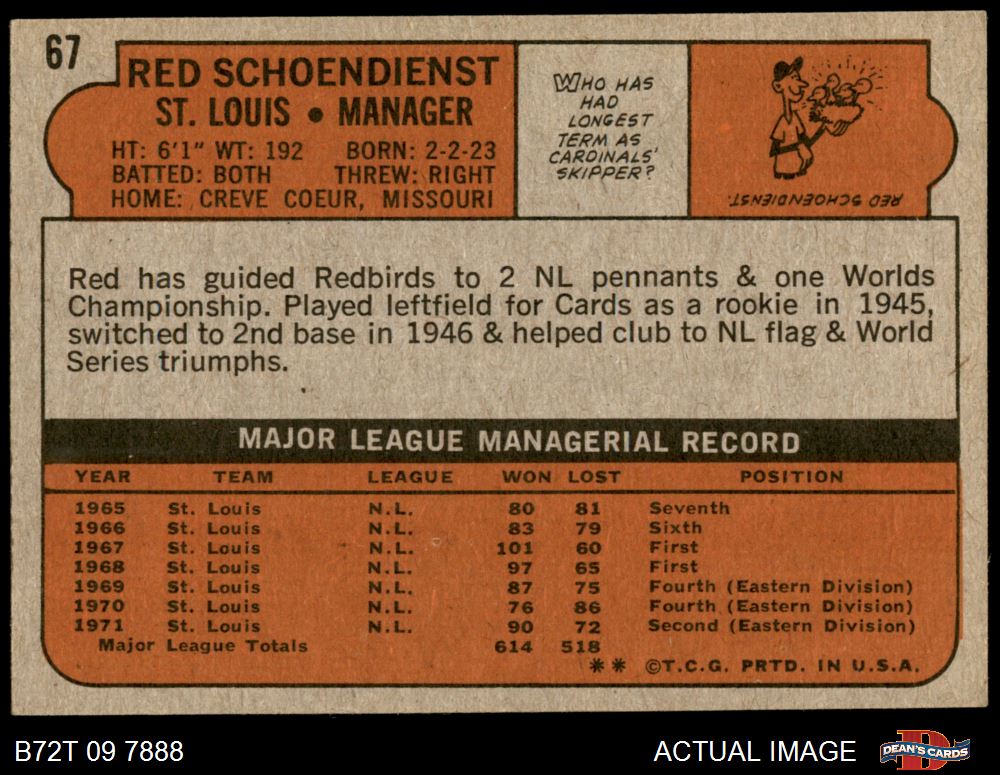 67
RED SCHOENDIENST
ST. LOUIS • MANAGER
HT: 6'1" WT: 192 BORN: 2-2-23
BATTED: BOTH THREW: RIGHT
HOME: CREVE COEUR, MISSOURI
WHO HAS
HAD
LONGEST
TERM AS
CARDINALS'
SKIPPER?
RED SCHOENDIENST.
Red has guided Redbirds to 2 NL pennants & one Worlds
Championship. Played leftfield for Cards as a rookie in 1945,
switched to 2nd base in 1946 & helped club to NL flag & World
Series triumphs.
MAJOR LEAGUE MANAGERIAL RECORD
YEAR TEAM LEAGUE WON LOST POSITION
1965 St. Louis N.L. 80 81 Seventh
1966 St. Louis N.L. 83 79 Sixth
1967 St. Louis N.L. 101 60 First
1968 St. Louis N.L. 97 65 First
1969 St. Louis N.L. 87 75 Fourth (Eastern Division)
1970 St. Louis N.L. 76 86 Fourth (Eastern Division)
1971 St. Louis N.L. 90 72 Second (Eastern Division)
Major League Totals 614 518
** ©T.C.G. PRTD. IN U.S.A.
B72T 09 7888 ACTUAL IMAGE DEAN'S CARDS